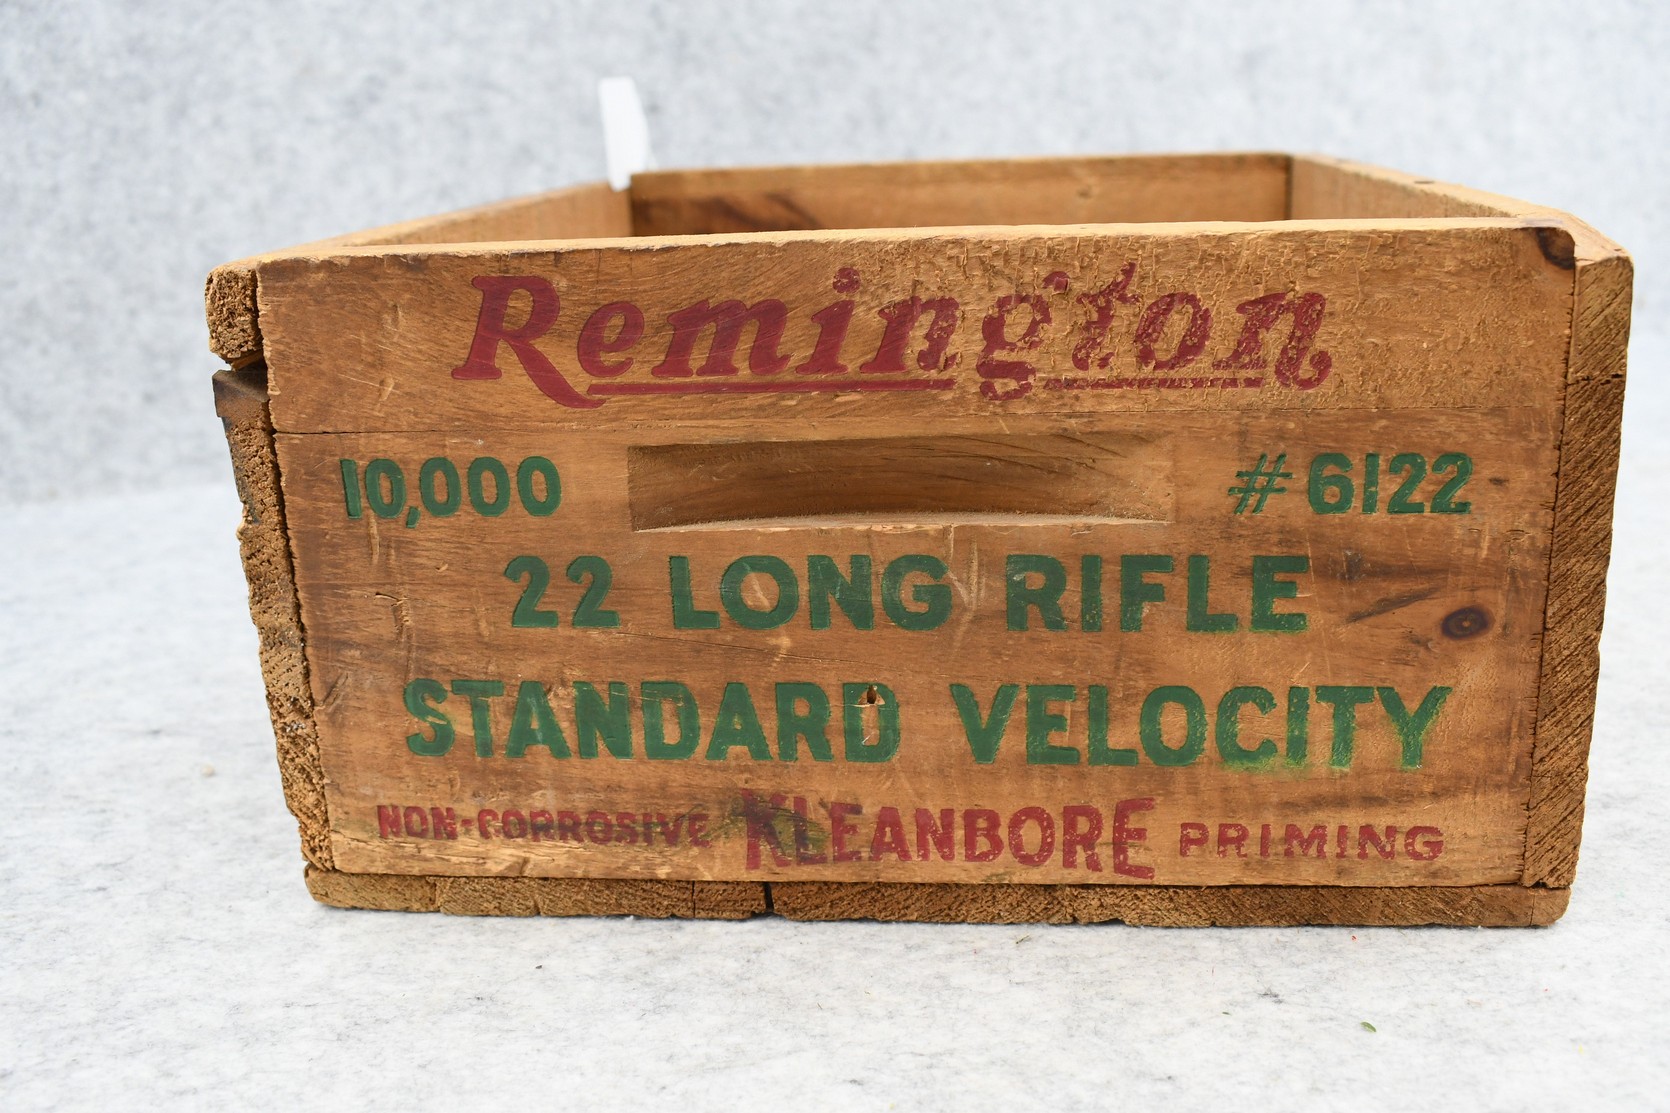 Remington
10,000 #6122
22 LONG RIFLE
STANDARD VELOCITY
NON-CORROSIVE KLEANBORE PRIMING